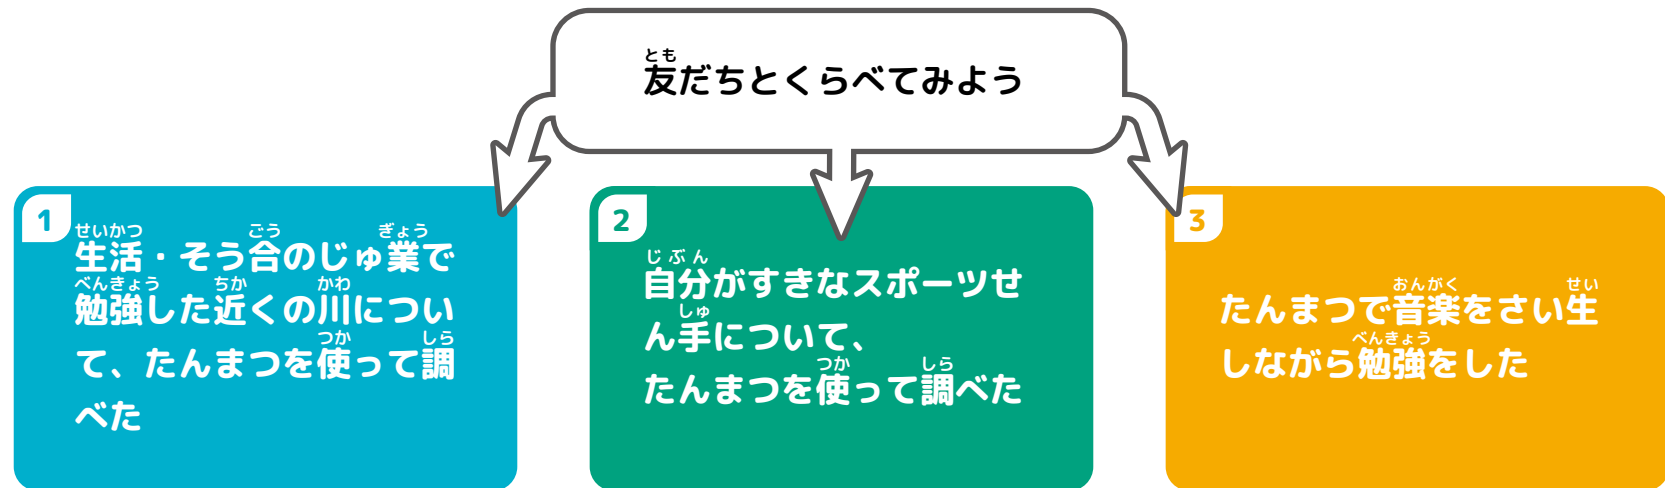 友だちとくらべてみよう
とも
1
生活・そう合のじゅ業で
せいかつ ごう ぎょう
勉強した近くの川につい
べんきょう ちか かわ
て、たんまつを使って調
つか しら
べた
2
自分がすきなスポーツせ
じぶん
ん手について、
しゅ
たんまつを使って調べた
つか しら
3
たんまつで音楽をさい生
おんがく せい
しながら勉強をした
べんきょう